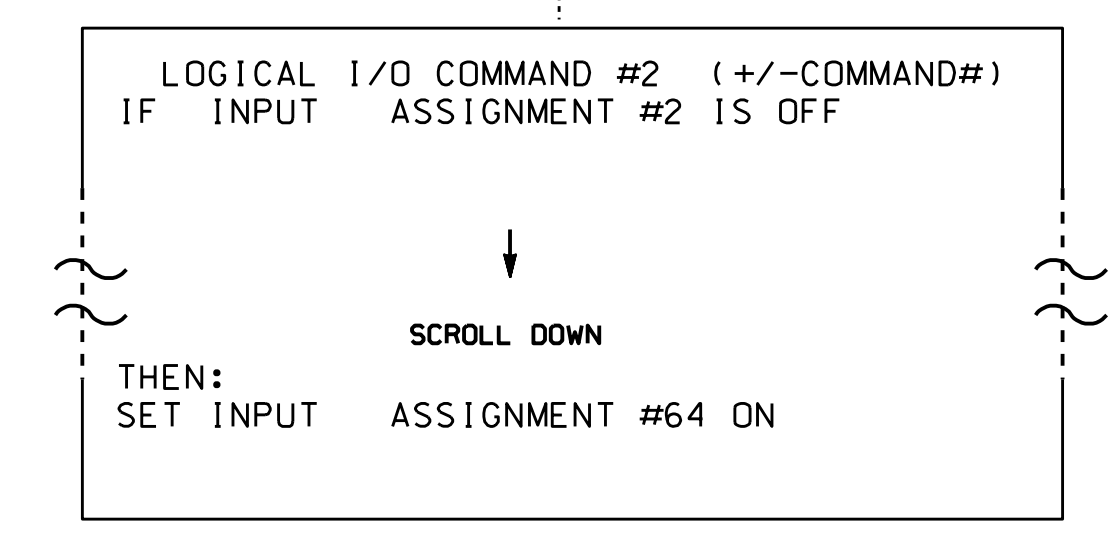 LOGICAL I/O COMMAND #2 (+/-COMMAND#)
IF INPUT ASSIGNMENT #2 IS OFF
SCROLL DOWN
THEN:
SET INPUT ASSIGNMENT #64 ON